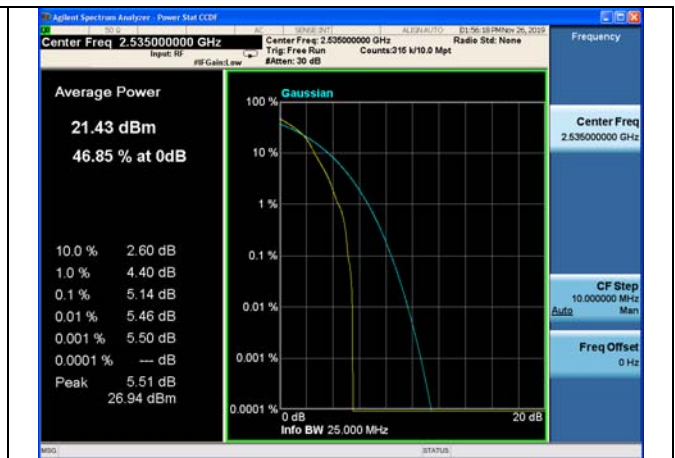 Agilent Spectrum Analyzer - Power Stat CCDF
50 Ω AC SENSE:INT ALIGN AUTO 01:56:18 PM Nov 26, 2019
Center Freq 2.535000000 GHz
Input: RF
#IFGain:Low
Center Freq: 2.535000000 GHz
Trig: Free Run Counts:316 k/10.0 Mpt
#Atten: 30 dB
Radio Std: None
Frequency
Average Power
21.43 dBm
46.85 % at 0dB
10.0 % 2.60 dB
1.0 % 4.40 dB
0.1 % 5.14 dB
0.01 % 5.46 dB
0.001 % 5.50 dB
0.0001 % --- dB
Peak 5.51 dB
26.94 dBm
Gaussian
100 %
10 %
1 %
0.1 %
0.01 %
0.001 %
0.0001 %
0 dB 20 dB
Info BW 25.000 MHz
Center Freq
2.535000000 GHz
CF Step
10.000000 MHz
Auto Man
Freq Offset
0 Hz
MSG STATUS